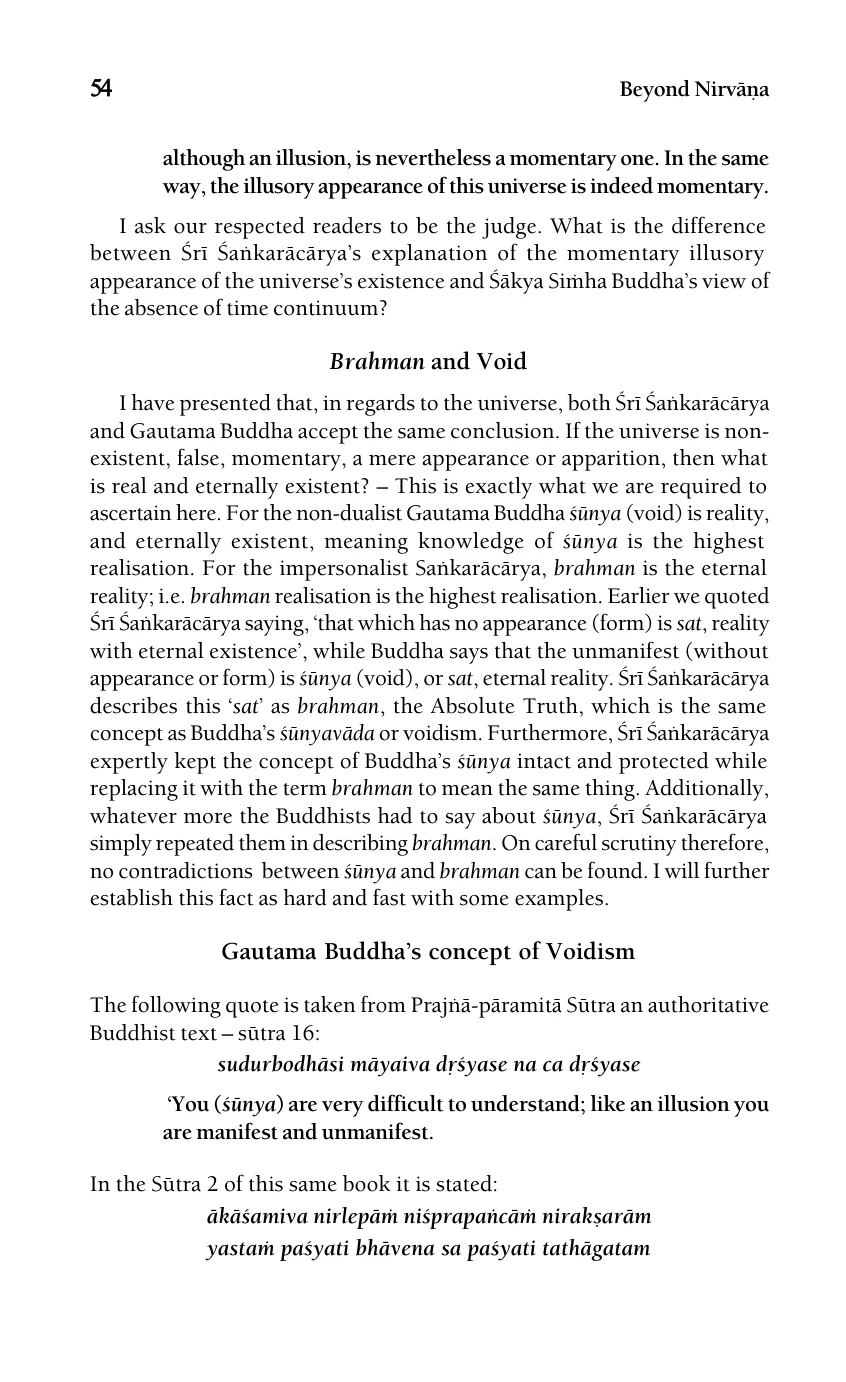 54 Beyond Nirvāṇa
although an illusion, is nevertheless a momentary one. In the same
way, the illusory appearance of this universe is indeed momentary.
I ask our respected readers to be the judge. What is the difference
between Śrī Śaṅkarācārya’s explanation of the momentary illusory
appearance of the universe’s existence and Śākya Siṁha Buddha’s view of
the absence of time continuum?
Brahman and Void
I have presented that, in regards to the universe, both Śrī Śaṅkarācārya
and Gautama Buddha accept the same conclusion. If the universe is non-
existent, false, momentary, a mere appearance or apparition, then what
is real and eternally existent? – This is exactly what we are required to
ascertain here. For the non-dualist Gautama Buddha śūnya (void) is reality,
and eternally existent, meaning knowledge of śūnya is the highest
realisation. For the impersonalist Saṅkarācārya, brahman is the eternal
reality; i.e. brahman realisation is the highest realisation. Earlier we quoted
Śrī Śaṅkarācārya saying, ‘that which has no appearance (form) is sat, reality
with eternal existence’, while Buddha says that the unmanifest (without
appearance or form) is śūnya (void), or sat, eternal reality. Śrī Śaṅkarācārya
describes this ‘sat’ as brahman, the Absolute Truth, which is the same
concept as Buddha’s śūnyavāda or voidism. Furthermore, Śrī Śaṅkarācārya
expertly kept the concept of Buddha’s śūnya intact and protected while
replacing it with the term brahman to mean the same thing. Additionally,
whatever more the Buddhists had to say about śūnya, Śrī Śaṅkarācārya
simply repeated them in describing brahman. On careful scrutiny therefore,
no contradictions between śūnya and brahman can be found. I will further
establish this fact as hard and fast with some examples.
Gautama Buddha’s concept of Voidism
The following quote is taken from Prajṅā-pāramitā Sūtra an authoritative
Buddhist text – sūtra 16:
sudurbodhāsi māyaiva dṛśyase na ca dṛśyase
‘You (śūnya) are very difficult to understand; like an illusion you
are manifest and unmanifest.
In the Sūtra 2 of this same book it is stated:
ākāśamiva nirlepāṁ niśprapaṅcāṁ nirakṣarām
yastaṁ paśyati bhāvena sa paśyati tathāgatam